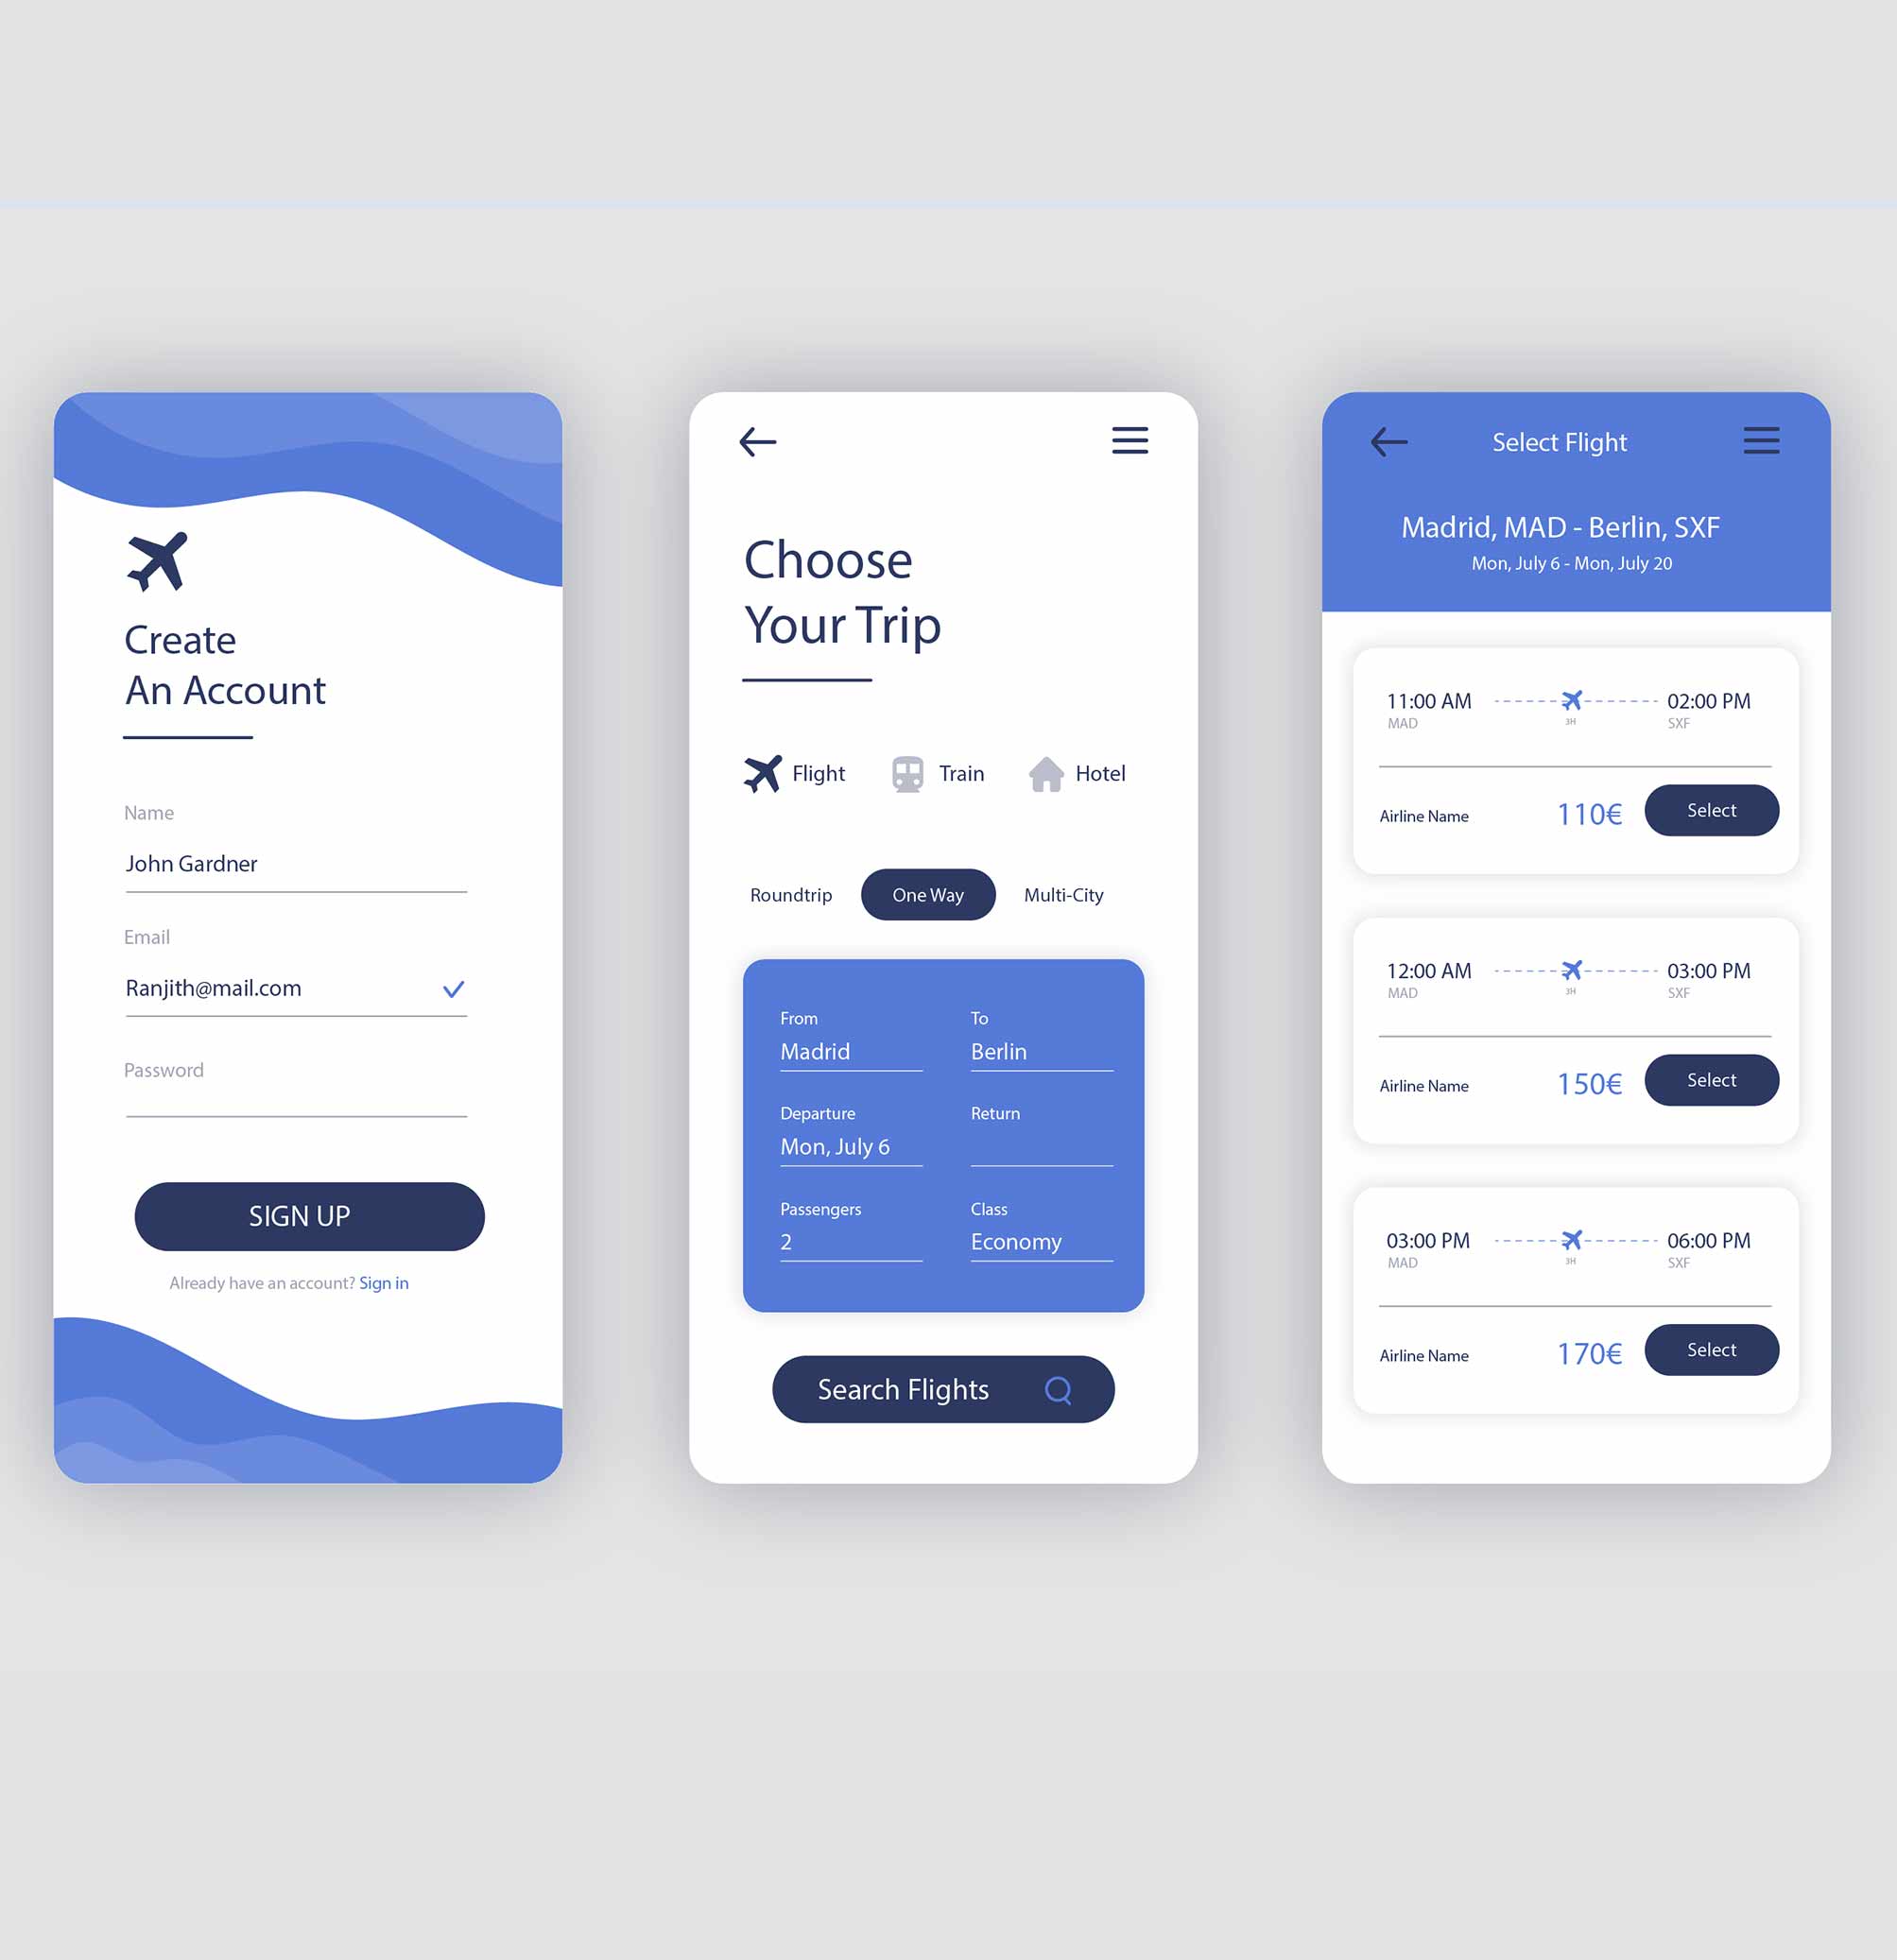 Create
An Account
Name
John Gardner
Email
Ranjith@mail.com
Password
SIGN UP
Already have an account? Sign in
Choose
Your Trip
Flight Train Hotel
Roundtrip One Way Multi-City
From To
Madrid Berlin
Departure Return
Mon, July 6
Passengers Class
2 Economy
Search Flights
Select Flight
Madrid, MAD - Berlin, SXF
Mon, July 6 - Mon, July 20
11:00 AM 02:00 PM
MAD 3H SXF
Airline Name 110€ Select
12:00 AM 03:00 PM
MAD 3H SXF
Airline Name 150€ Select
03:00 PM 06:00 PM
MAD 3H SXF
Airline Name 170€ Select